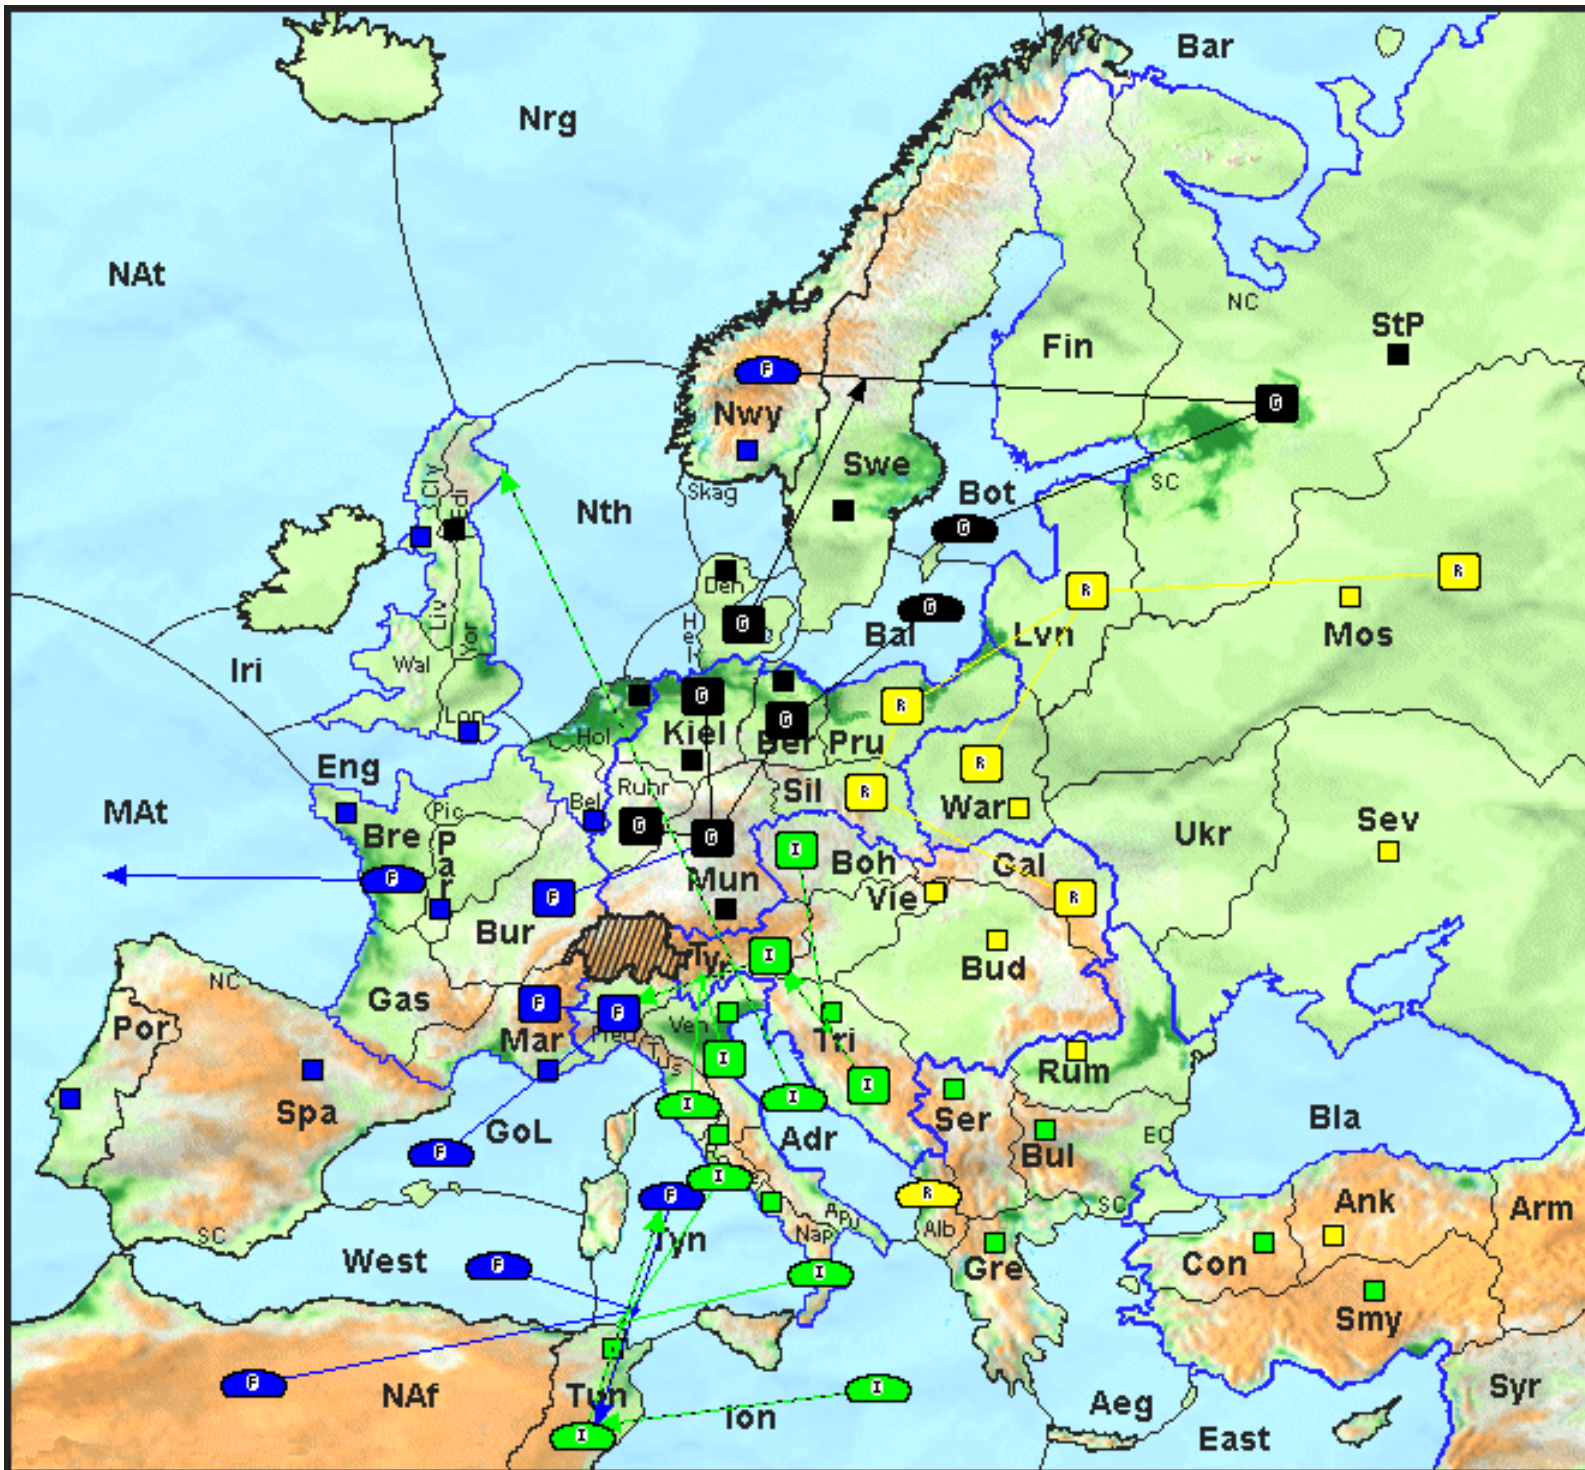 Bar
Nrg
NAt
NC
StP
Fin
F
G
Nwy
Swe
SC
Skag
Bot
Cly
Edi
Nth
G
R
R
Den
G
G
Hel
Bal
Lvn
Mos
Liv
Yor
Iri
Wal
G
R
Lon
G
Hol
Kiel
Ber
Pru
R
Eng
Ruhr
Sil
R
War
MAt
Bel
Pic
Bre
Par
G
G
I
Boh
Gal
Ukr
Sev
F
F
Mun
Vie
R
Bur
I
Tyr
Bud
NC
Gas
F
F
Por
Mar
Pied
Ven
Tri
Tus
I
Rum
Spa
I
I
I
Ser
GoL
Adr
Bul
EC
Bla
F
I
F
R
Ank
Apu
SC
Arm
SC
Nap
Alb
West
F
Tyn
I
Gre
Con
Smy
F
NAf
Tun
I
Ion
Aeg
Syr
I
East